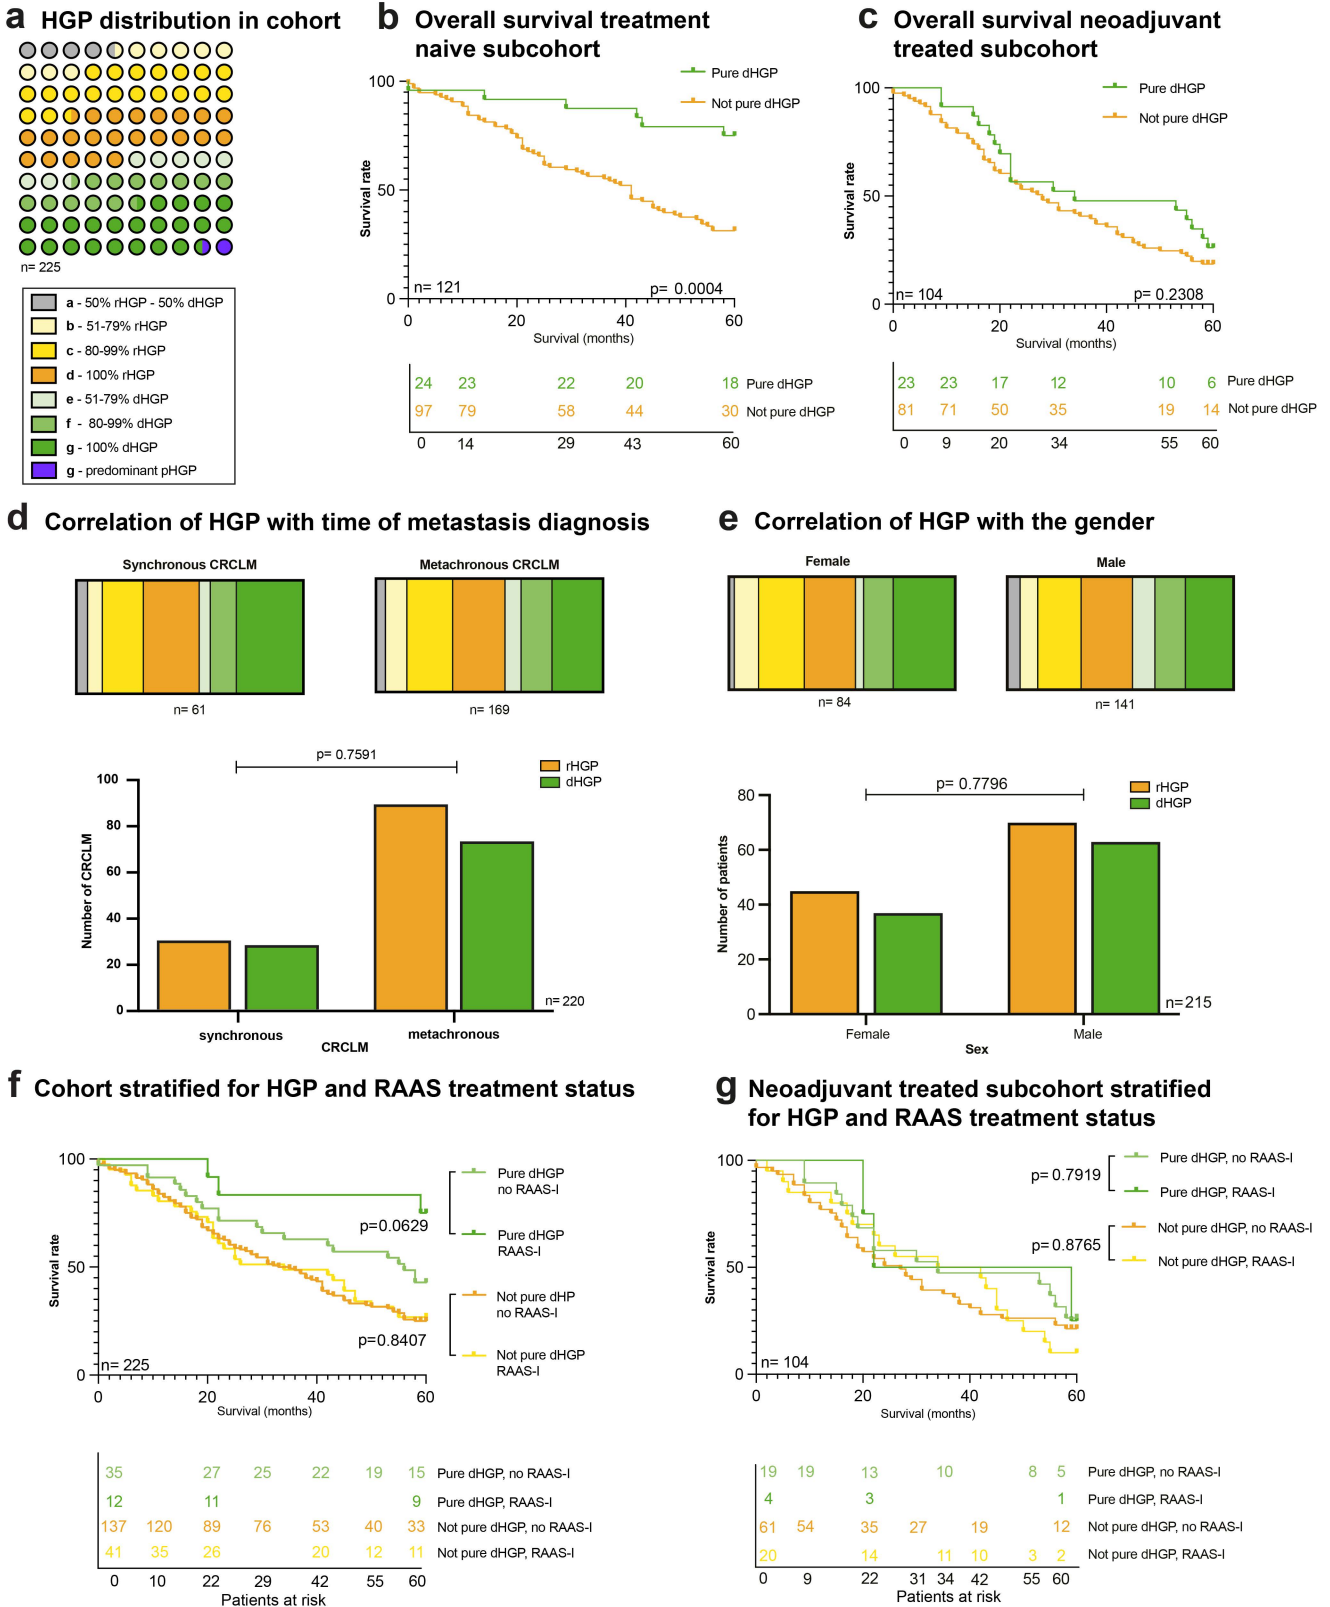 a HGP distribution in cohort
n= 225
a - 50% rHGP - 50% dHGP
b - 51-79% rHGP
c - 80-99% rHGP
d - 100% rHGP
e - 51-79% dHGP
f - 80-99% dHGP
g - 100% dHGP
g - predominant pHGP
b Overall survival treatment
naive subcohort
Pure dHGP
Not pure dHGP
Survival rate
100
50
0
n= 121
p= 0.0004
0 20 40 60
Survival (months)
24 23 22 20 18 Pure dHGP
97 79 58 44 30 Not pure dHGP
0 14 29 43 60
c Overall survival neoadjuvant
treated subcohort
Pure dHGP
Not pure dHGP
Survival rate
100
50
0
n= 104
p= 0.2308
0 20 40 60
Survival (months)
23 23 17 12 10 6 Pure dHGP
81 71 50 35 19 14 Not pure dHGP
0 9 20 34 55 60
d Correlation of HGP with time of metastasis diagnosis
Synchronous CRCLM
Metachronous CRCLM
n= 61
n= 169
p= 0.7591
rHGP
dHGP
Number of CRCLM
100
80
60
40
20
0
n= 220
synchronous
metachronous
CRCLM
e Correlation of HGP with the gender
Female
Male
n= 84
n= 141
p= 0.7796
rHGP
dHGP
Number of patients
80
60
40
20
0
n= 215
Female
Male
Sex
f Cohort stratified for HGP and RAAS treatment status
Survival rate
100
50
0
p=0.0629
p=0.8407
n= 225
0 20 40 60
Survival (months)
Pure dHGP
no RAAS-I
Pure dHGP
RAAS-I
Not pure dHP
no RAAS-I
Not pure dHGP
RAAS-I
35 27 25 22 19 15 Pure dHGP, no RAAS-I
12 11 9 Pure dHGP, RAAS-I
137 120 89 76 53 40 33 Not pure dHGP, no RAAS-I
41 35 26 20 12 11 Not pure dHGP, RAAS-I
0 10 22 29 42 55 60
Patients at risk
g Neoadjuvant treated subcohort stratified
for HGP and RAAS treatment status
Survival rate
100
50
0
p= 0.7919
p= 0.8765
Pure dHGP, no RAAS-I
Pure dHGP, RAAS-I
Not pure dHGP, no RAAS-I
Not pure dHGP, RAAS-I
n= 104
0 20 40 60
Survival (months)
19 19 13 10 8 5 Pure dHGP, no RAAS-I
4 3 1 Pure dHGP, RAAS-I
61 54 35 27 19 12 Not pure dHGP, no RAAS-I
20 14 11 10 3 2 Not pure dHGP, RAAS-I
0 9 22 31 34 42 55 60
Patients at risk